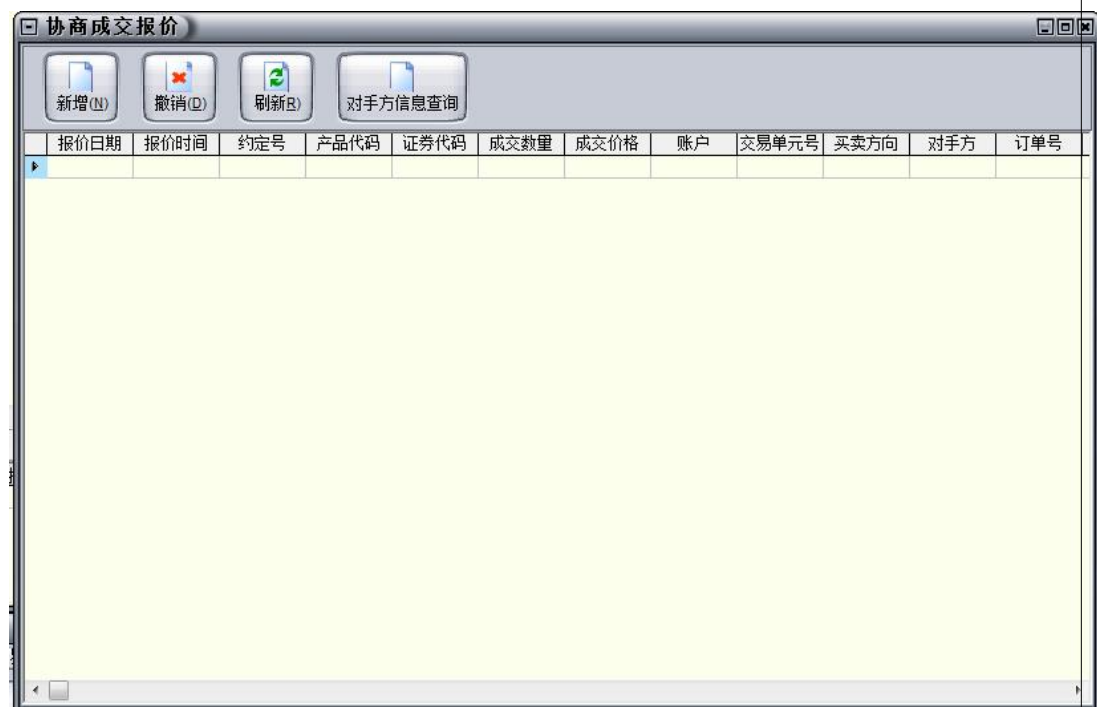 协商成交报价
新增(N) 撤销(D) 刷新R) 对手方信息查询
报价日期 报价时间 约定号 产品代码 证券代码 成交数量 成交价格 账户 交易单元号 买卖方向 对手方 订单号